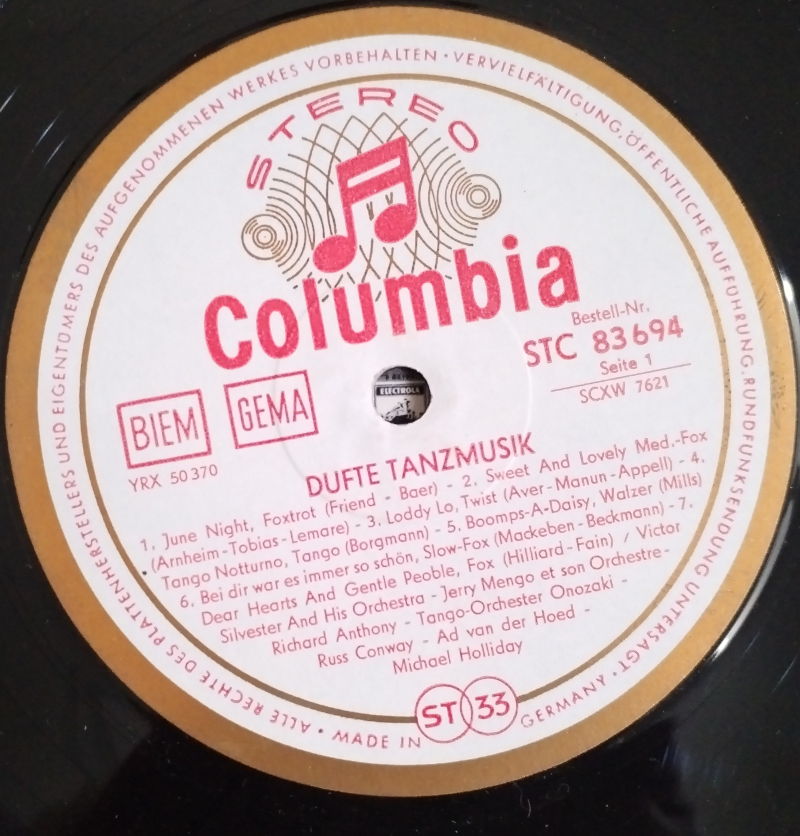 ALLE RECHTE DES PLATTENHERSTELLERS UND EIGENTÜMERS DES AUFGENOMMENEN WERKES VORBEHALTEN · VERVIELFÄLTIGUNG, ÖFFENTLICHE AUFFÜHRUNG, RUNDFUNKSENDUNG UNTERSAGT ·
STEREO
Columbia
Bestell-Nr.
STC 83694
Seite 1
SCXW 7621
BIEM
GEMA
YRX 50370
ELECTROLA
DUFTE TANZMUSIK
1. June Night, Foxtrot (Friend - Baer) - 2. Sweet And Lovely Med.-Fox
(Arnheim-Tobias-Lemare) - 3. Loddy Lo, Twist (Aver-Manun-Appell) - 4.
Tango Notturno, Tango (Borgmann) - 5. Boomps-A-Daisy, Walzer (Mills)
6. Bei dir war es immer so schön, Slow-Fox (Mackeben-Beckmann) - 7.
Dear Hearts And Gentle Peoble, Fox (Hilliard-Fain) / Victor
Silvester And His Orchestra - Jerry Mengo et son Orchestre -
Richard Anthony - Tango-Orchester Onozaki -
Russ Conway - Ad van der Hoed -
Michael Holliday
ST 33
MADE IN GERMANY